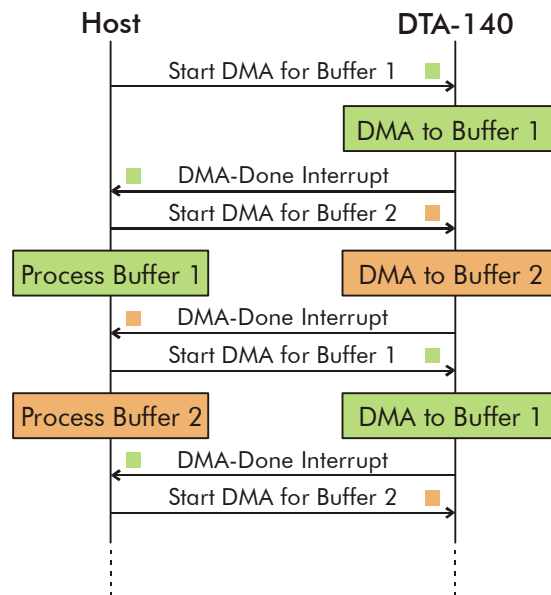 Host
DTA-140
Start DMA for Buffer 1
DMA to Buffer 1
DMA-Done Interrupt
Start DMA for Buffer 2
Process Buffer 1
DMA to Buffer 2
DMA-Done Interrupt
Start DMA for Buffer 1
Process Buffer 2
DMA to Buffer 1
DMA-Done Interrupt
Start DMA for Buffer 2